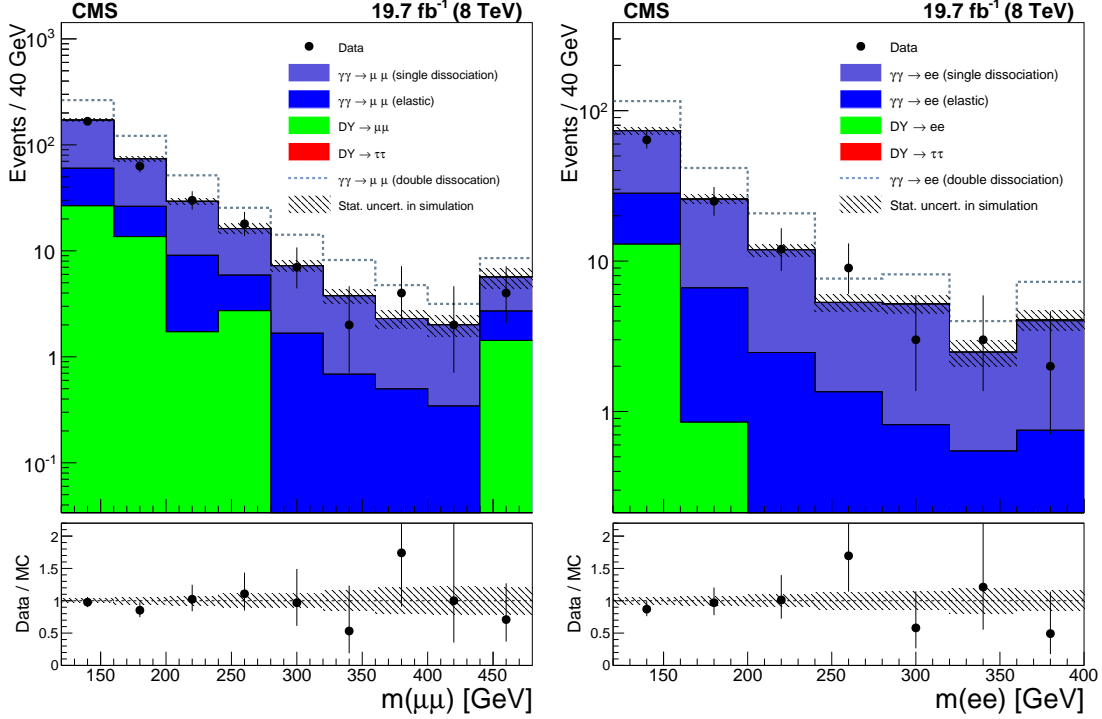 CMS 19.7 fb⁻¹ (8 TeV)
Events / 40 GeV
10³
10²
10
1
10⁻¹
Data
γγ → μ μ (single dissociation)
γγ → μ μ (elastic)
DY → μμ
DY → ττ
γγ → μ μ (double dissocation)
Stat. uncert. in simulation
Data / MC
2
1.5
1
0.5
0
150 200 250 300 350 400 450
m(μμ) [GeV]
CMS 19.7 fb⁻¹ (8 TeV)
Events / 40 GeV
10²
10
1
Data
γγ → ee (single dissociation)
γγ → ee (elastic)
DY → ee
DY → ττ
γγ → ee (double dissociation)
Stat. uncert. in simulation
Data / MC
2
1.5
1
0.5
0
150 200 250 300 350 400
m(ee) [GeV]